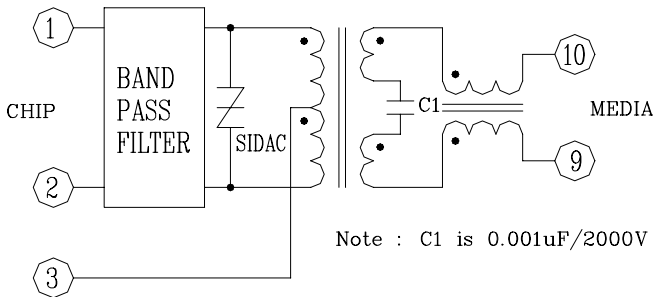 1
BAND
PASS
FILTER
CHIP
SIDAC
C1
10
MEDIA
9
2
3
Note : C1 is 0.001uF/2000V